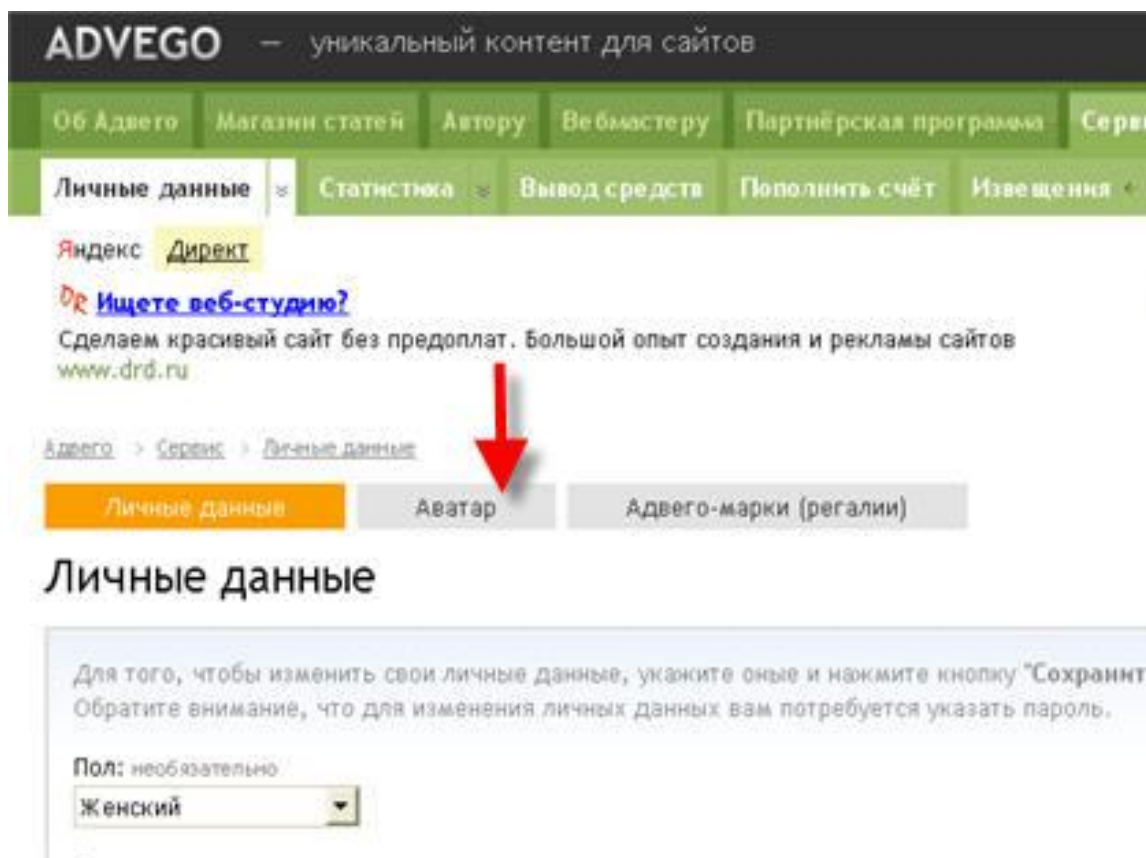 ADVEGO — уникальный контент для сайтов
Об Адвего Магазин статей Автору Вебмастеру Партнёрская программа Серви
Личные данные Статистика Вывод средств Пополнить счёт Извещения
Яндекс Директ
DR Ищете веб-студию?
Сделаем красивый сайт без предоплат. Большой опыт создания и рекламы сайтов
www.drd.ru
Адвего > Сервис > Личные данные
Личные данные Аватар Адвего-марки (регалии)
Личные данные
Для того, чтобы изменить свои личные данные, укажите оные и нажмите кнопку "Сохранит
Обратите внимание, что для изменения личных данных вам потребуется указать пароль.
Пол: необязательно
Женский